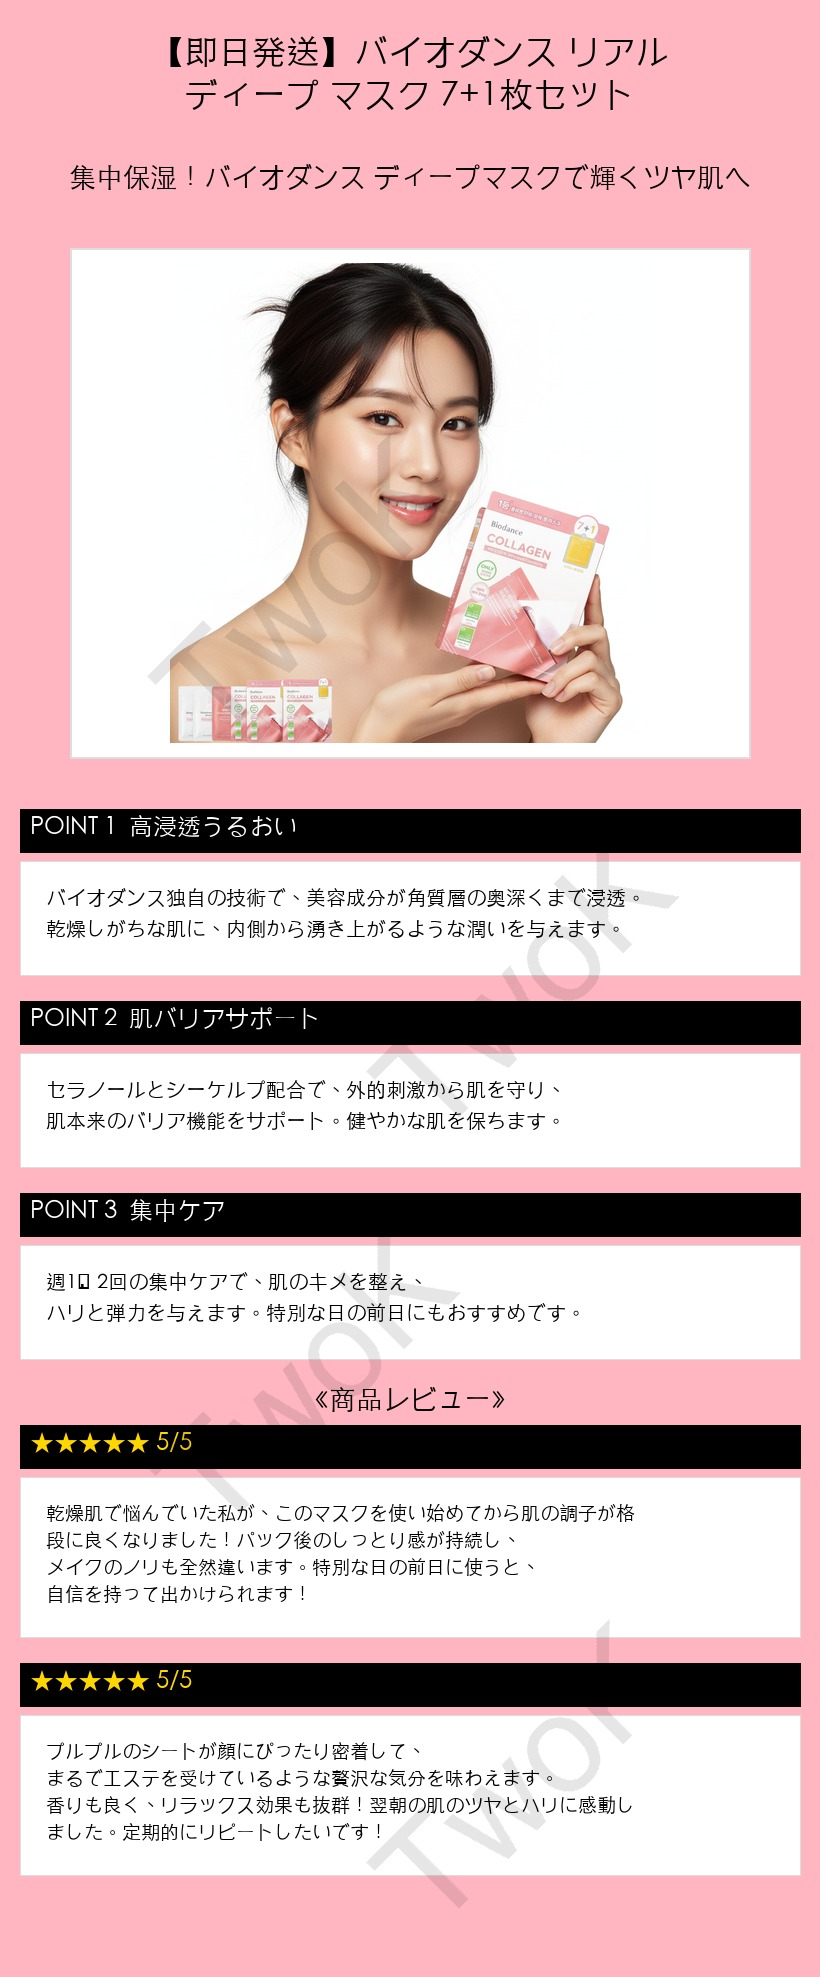 【即日発送】バイオダンス リアル
ディープ マスク 7+1枚セット
集中保湿！バイオダンス ディープマスクで輝くツヤ肌へ
7+1
Biodance
COLLAGEN
ONLY
COLLAGEN
COLLAGEN
TwoK
POINT 1 高浸透うるおい
バイオダンス独自の技術で、美容成分が角質層の奥深くまで浸透。
乾燥しがちな肌に、内側から湧き上がるような潤いを与えます。
TwoK
POINT 2 肌バリアサポート
セラノールとシーケルプ配合で、外的刺激から肌を守り、
肌本来のバリア機能をサポート。健やかな肌を保ちます。
POINT 3 集中ケア
週1 2回の集中ケアで、肌のキメを整え、
ハリと弾力を与えます。特別な日の前日にもおすすめです。
TwoK
《商品レビュー》
★★★★★ 5/5
乾燥肌で悩んでいた私が、このマスクを使い始めてから肌の調子が格
段に良くなりました！パック後のしっとり感が持続し、
メイクのノリも全然違います。特別な日の前日に使うと、
自信を持って出かけられます！
★★★★★ 5/5
プルプルのシートが顔にぴったり密着して、
まるでエステを受けているような贅沢な気分を味わえます。
香りも良く、リラックス効果も抜群！翌朝の肌のツヤとハリに感動し
ました。定期的にリピートしたいです！
TwoK